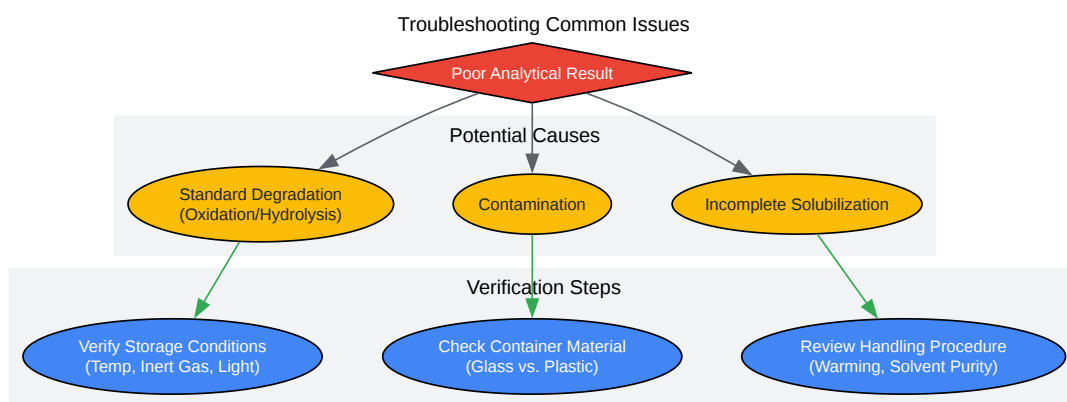 Troubleshooting Common Issues
Poor Analytical Result
Potential Causes
Standard Degradation
(Oxidation/Hydrolysis)
Contamination
Incomplete Solubilization
Verification Steps
Verify Storage Conditions
(Temp, Inert Gas, Light)
Check Container Material
(Glass vs. Plastic)
Review Handling Procedure
(Warming, Solvent Purity)